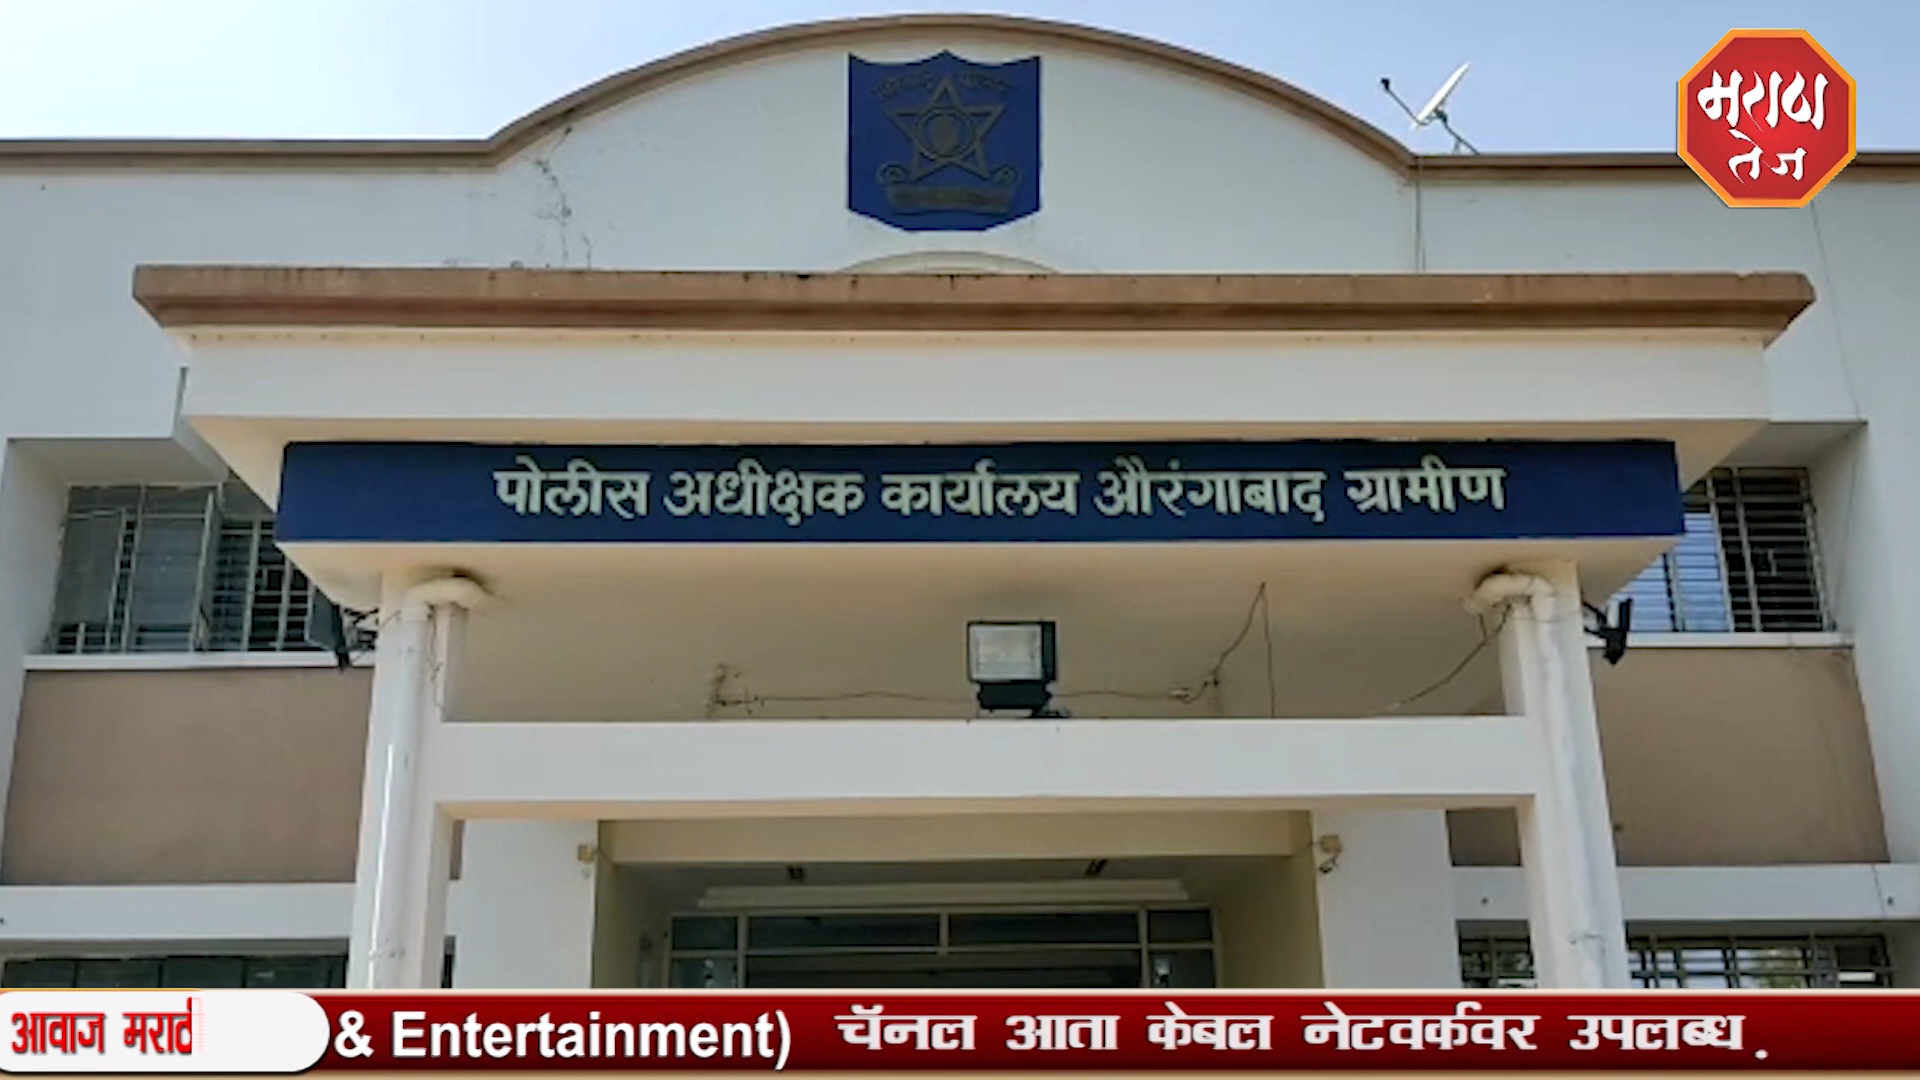 मराठा
तेज
पोलीस अधीक्षक कार्यालय औरंगाबाद ग्रामीण
आवाज मराठी & Entertainment) चॅनल आता केबल नेटवर्कवर उपलब्ध.